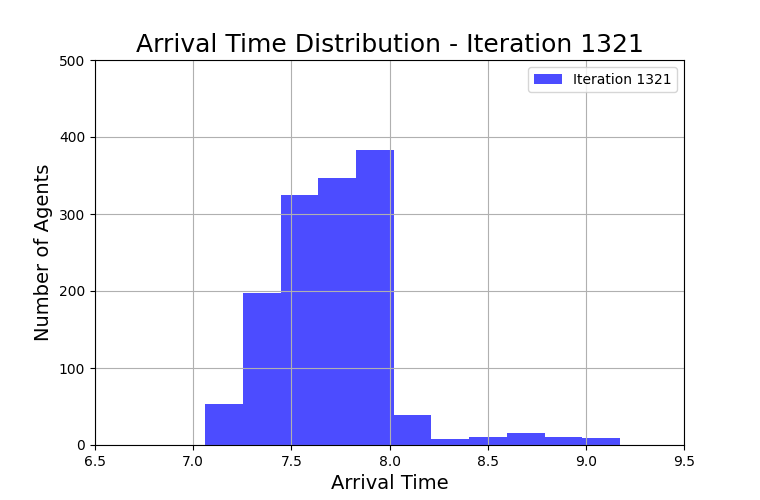 Arrival Time Distribution - Iteration 1321
Iteration 1321
Number of Agents
500
400
300
200
100
0
6.5 7.0 7.5 8.0 8.5 9.0 9.5
Arrival Time